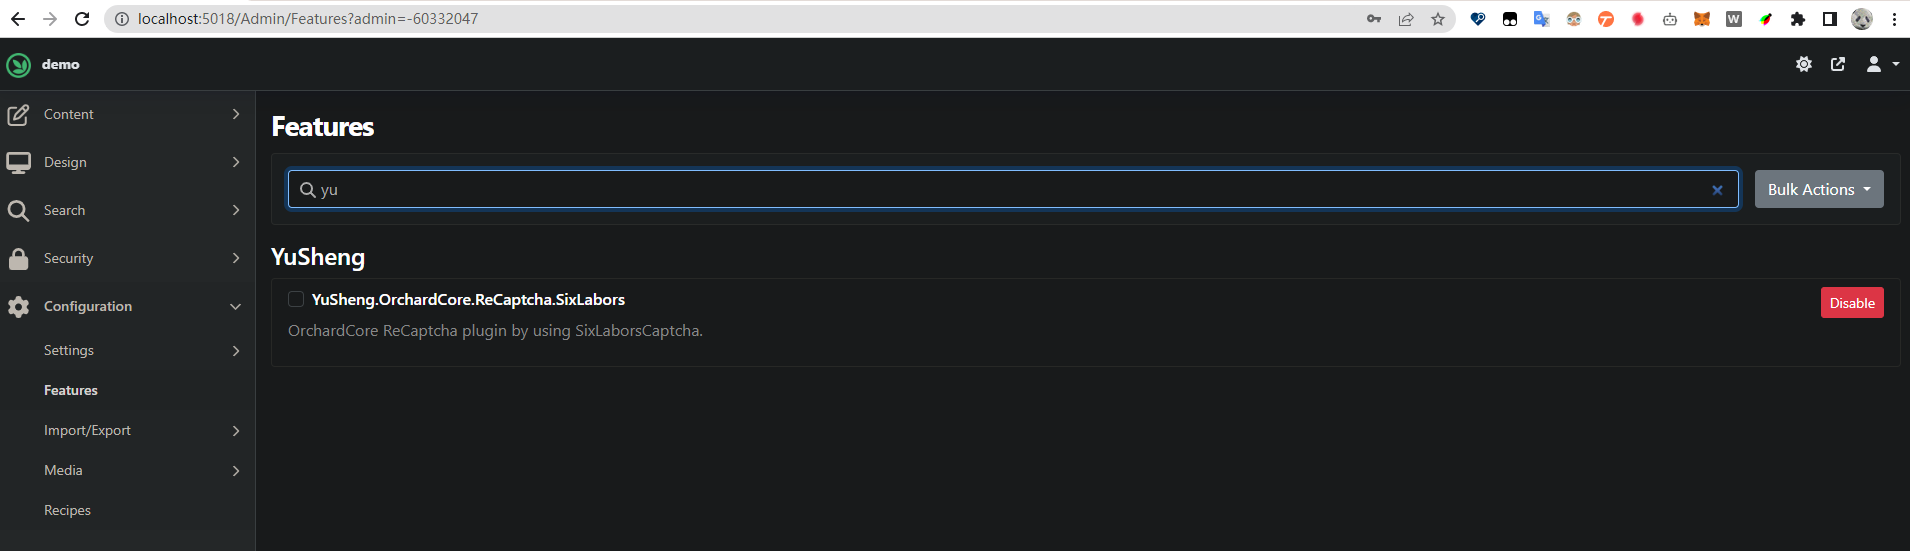 localhost:5018/Admin/Features?admin=-60332047
demo
Content
Design
Search
Security
Configuration
Settings
Features
Import/Export
Media
Recipes
Features
yu
Bulk Actions
YuSheng
YuSheng.OrchardCore.ReCaptcha.SixLabors
Disable
OrchardCore ReCaptcha plugin by using SixLaborsCaptcha.